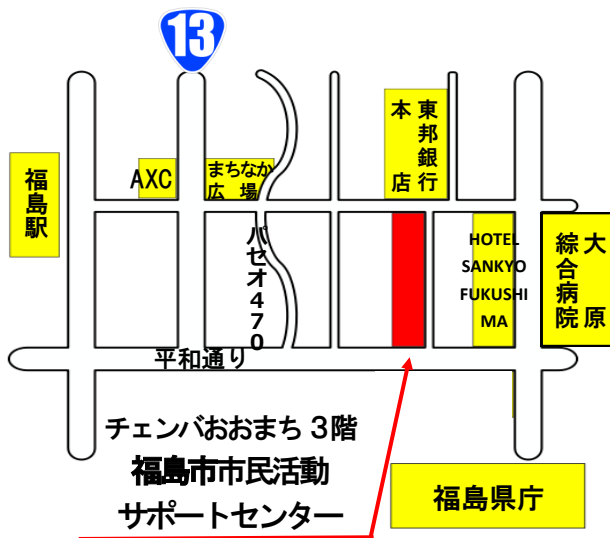 13
福島駅
AXC
まちなか
広場
東邦銀行
本店
パセオ470
HOTEL
SANKYO
FUKUSHI
MA
大原
綜合病院
平和通り
チェンバおおまち 3階
福島市市民活動
サポートセンター
福島県庁